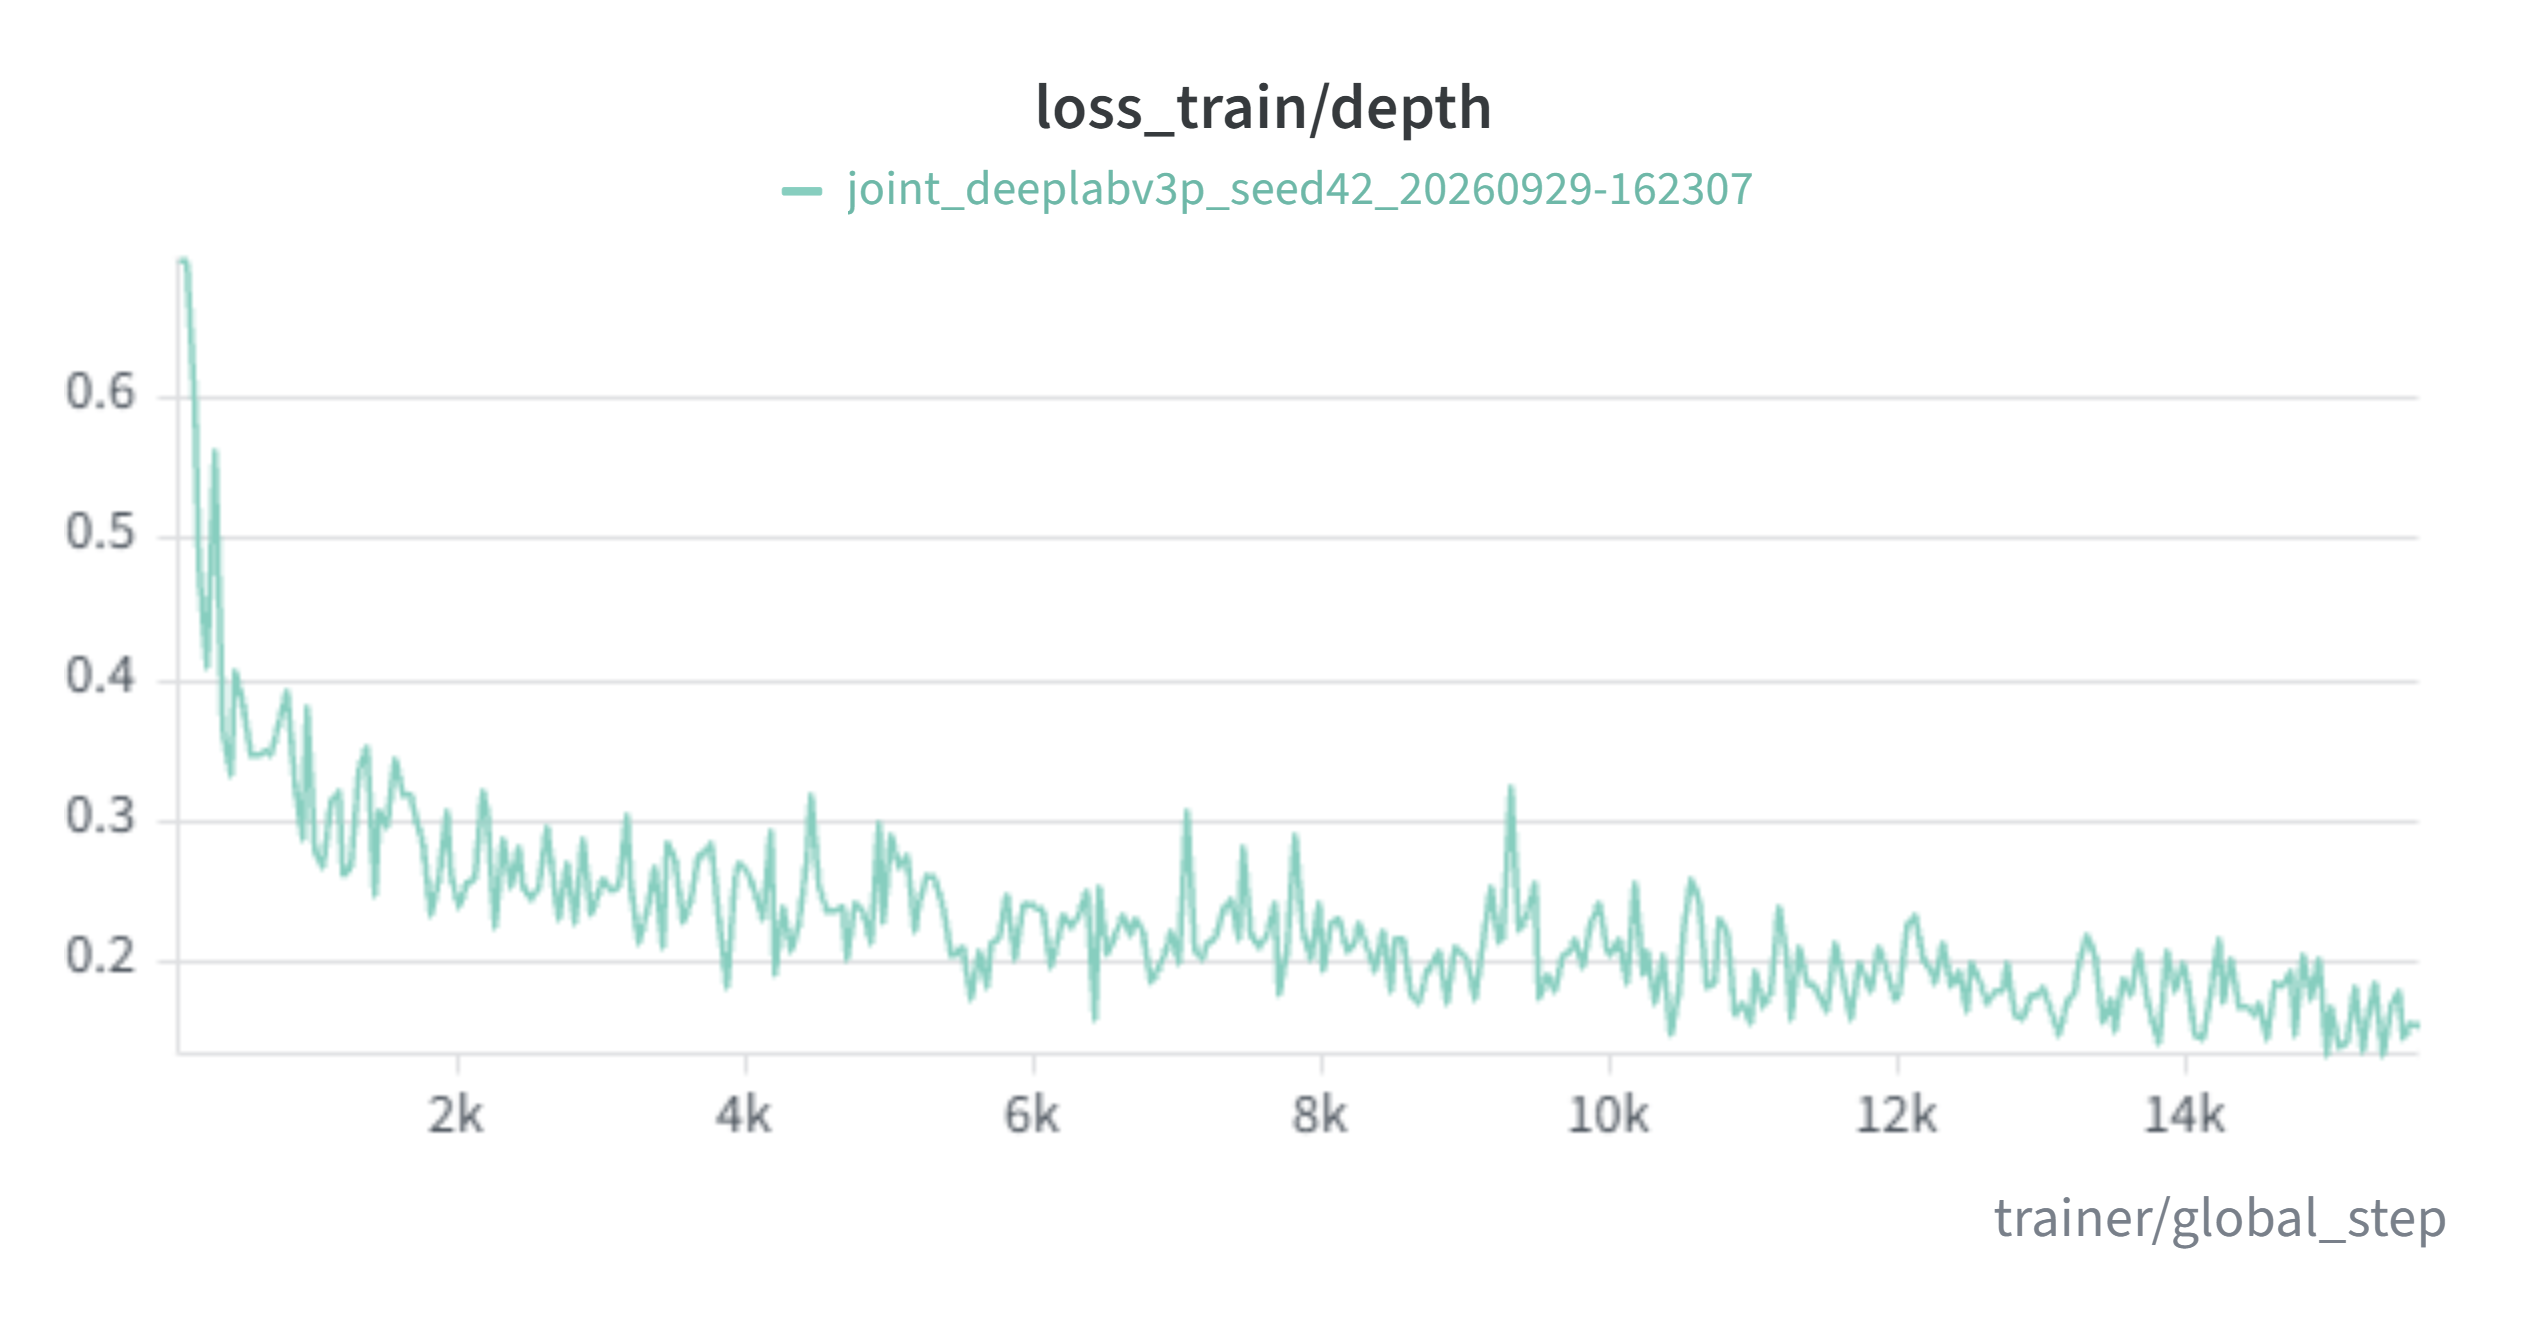 loss_train/depth
joint_deeplabv3p_seed42_20260929-162307
0.6
0.5
0.4
0.3
0.2
2k 4k 6k 8k 10k 12k 14k
trainer/global_step